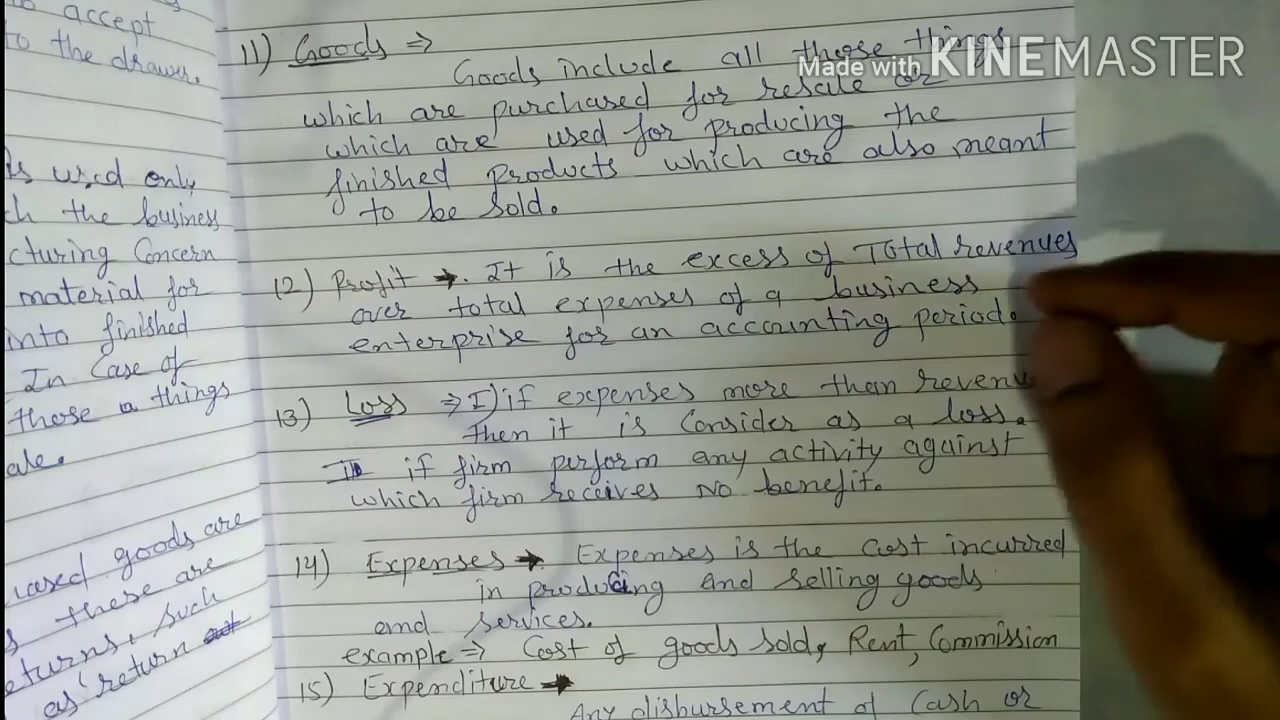 to accept
to the drawer.
is used only
ch the business
cturing Concern
material for
into finished
In Case of
those a things
ale.
hased goods are
these are
eturns. such
as return
Made with KINEMASTER
11) Goods ⇒
Goods include all those things
which are purchased for resale or
which are used for producing the
finished products which are also meant
to be sold.
12) Profit → It is the excess of Total revenues
over total expenses of a business
enterprise for an accounting period.
13) Loss ⇒ I) if expenses more than revenu
then it is Consider as a loss.
II if firm perform any activity against
which firm receives No benefit.
14) Expenses → Expenses is the Cost incurred
in producing and selling goods
and services.
example ⇒ Cost of goods sold, Rent, Commission
15) Expenditure →
Any disbursement of Cash or